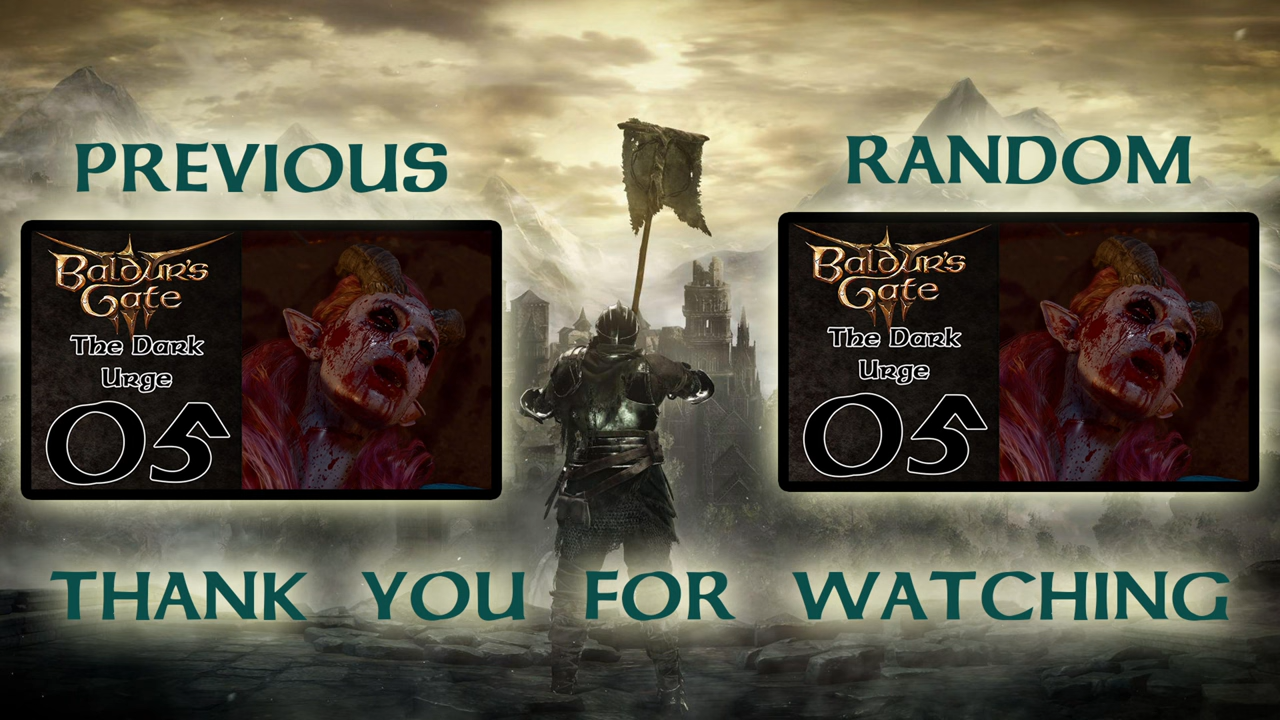 PREVIOUS
RANDOM
BALDUR'S
GATE
III
The Dark
Urge
05
BALDUR'S
GATE
III
The Dark
Urge
05
THANK YOU FOR WATCHING